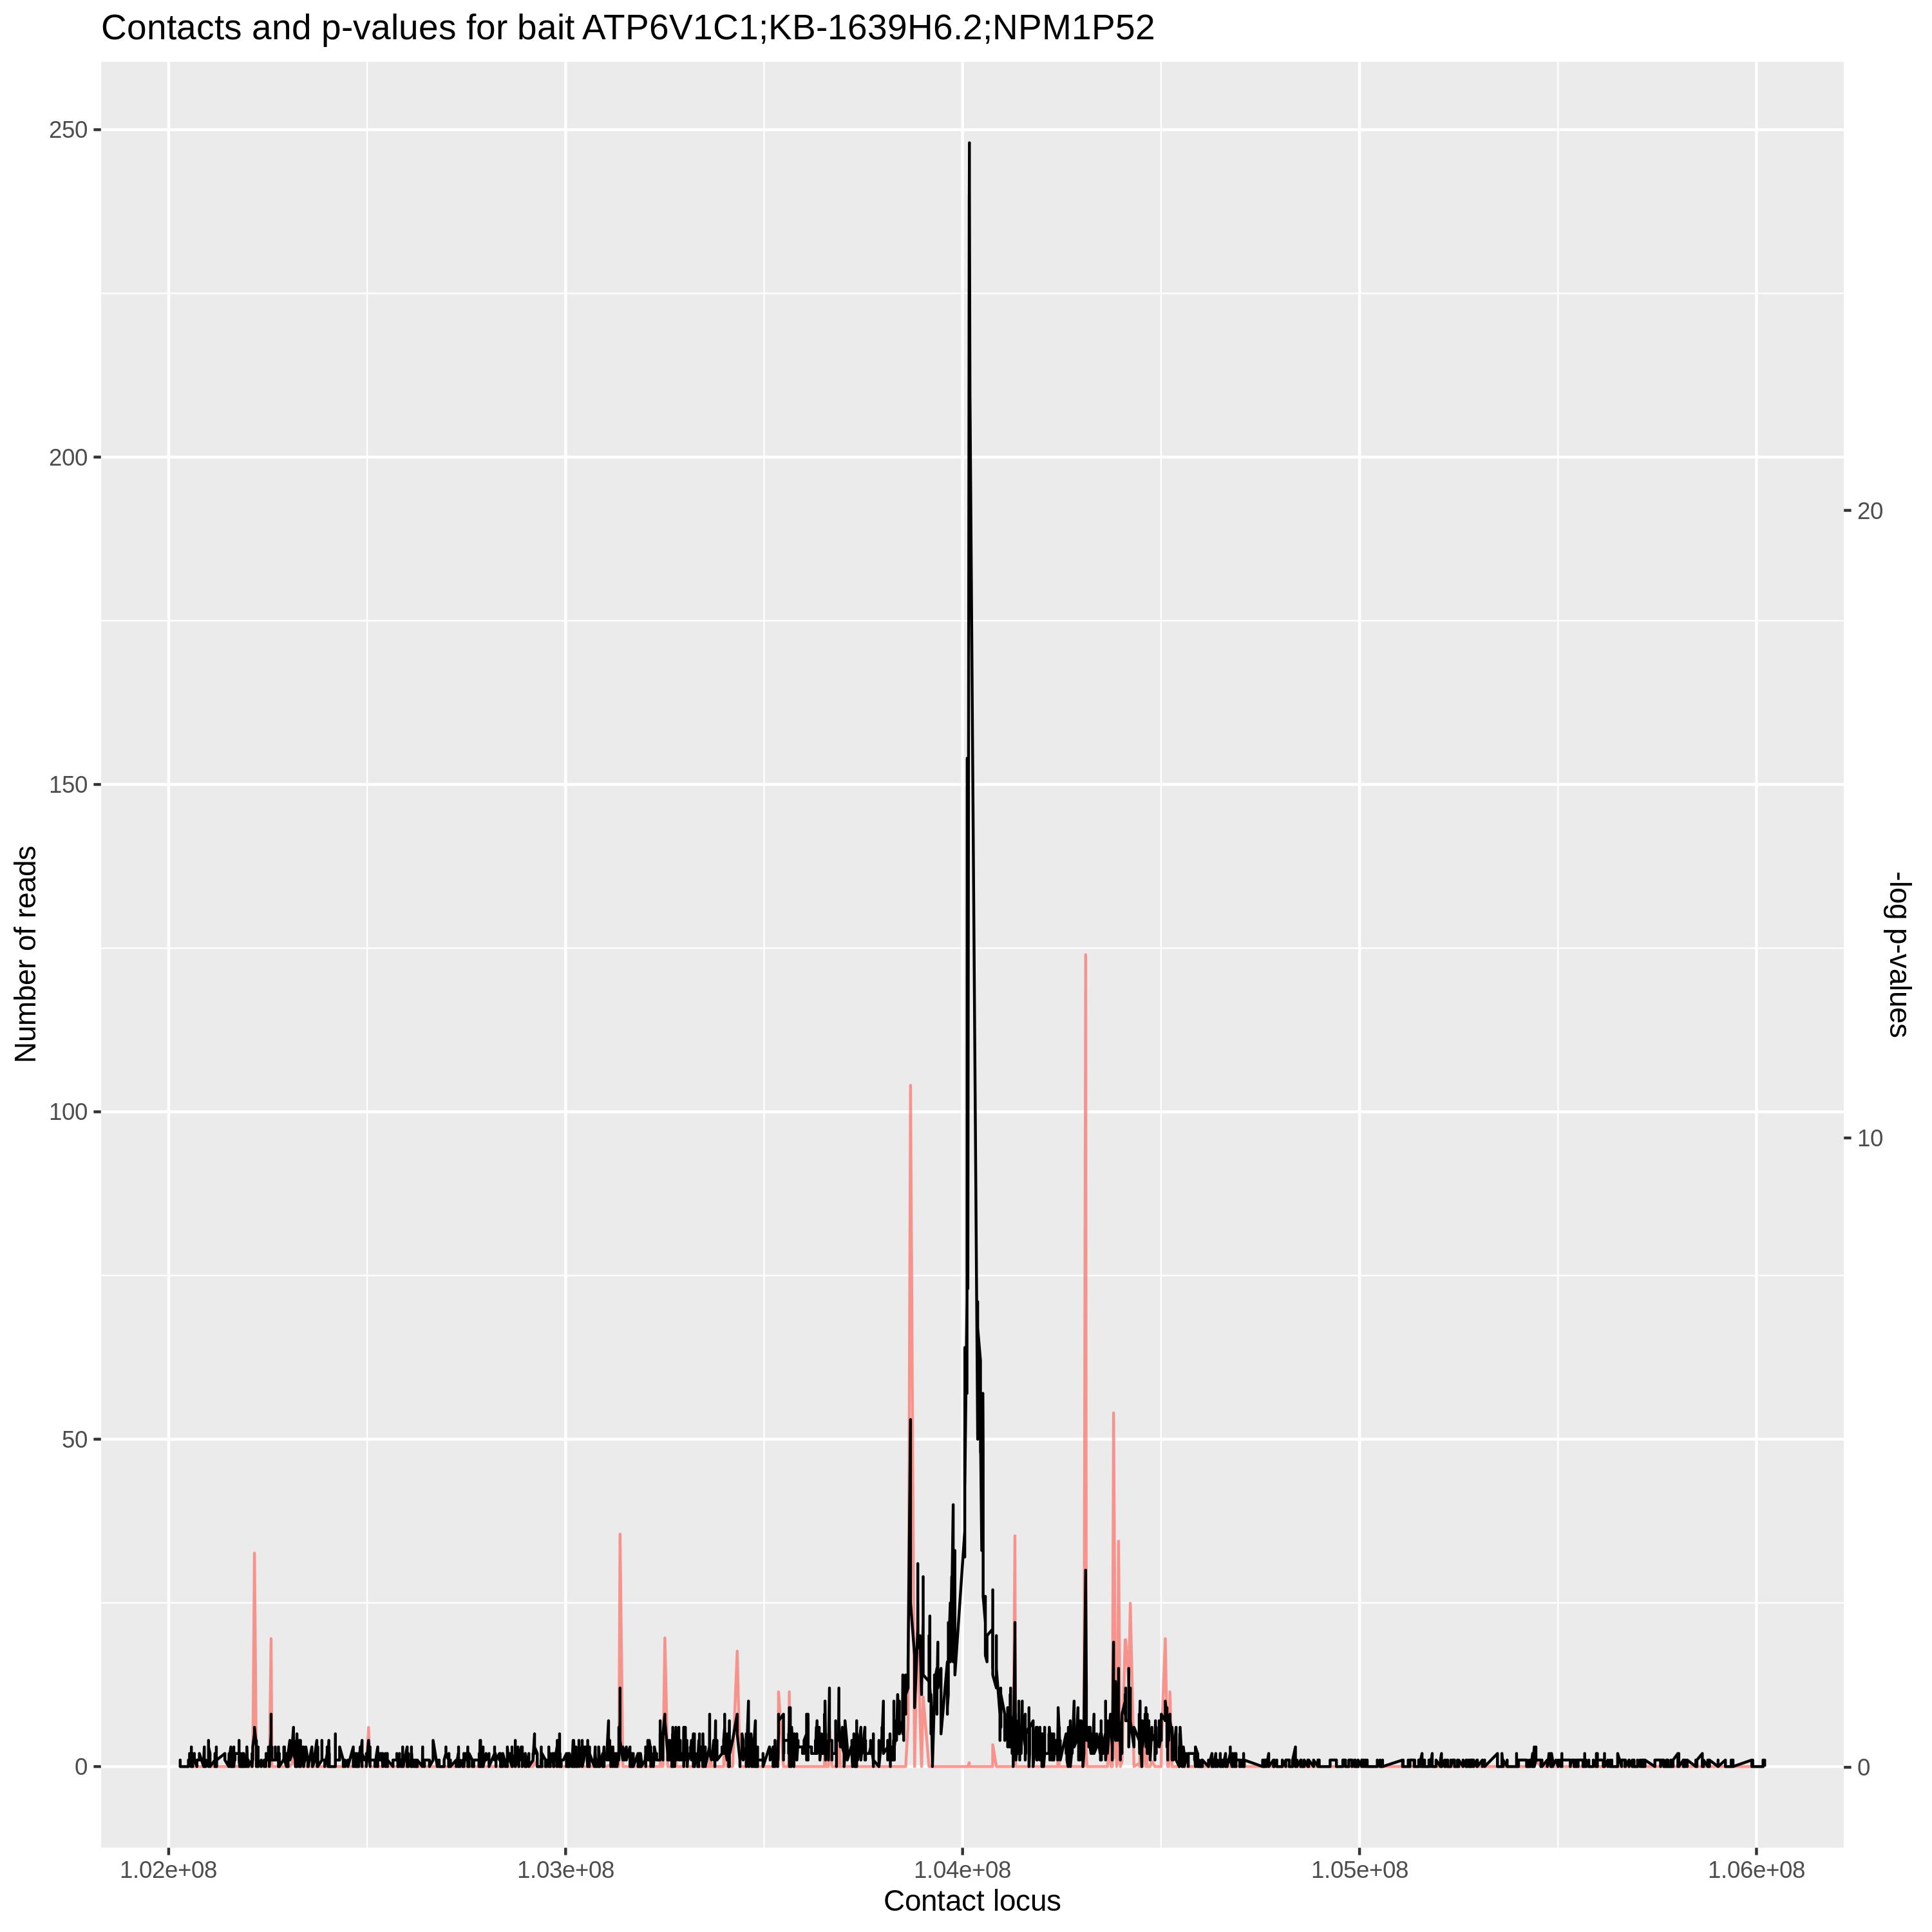 Contacts and p-values for bait ATP6V1C1;KB-1639H6.2;NPM1P52
250
200
150
100
50
0
Number of reads
20
10
0
-log p-values
1.02e+08
1.03e+08
1.04e+08
1.05e+08
1.06e+08
Contact locus